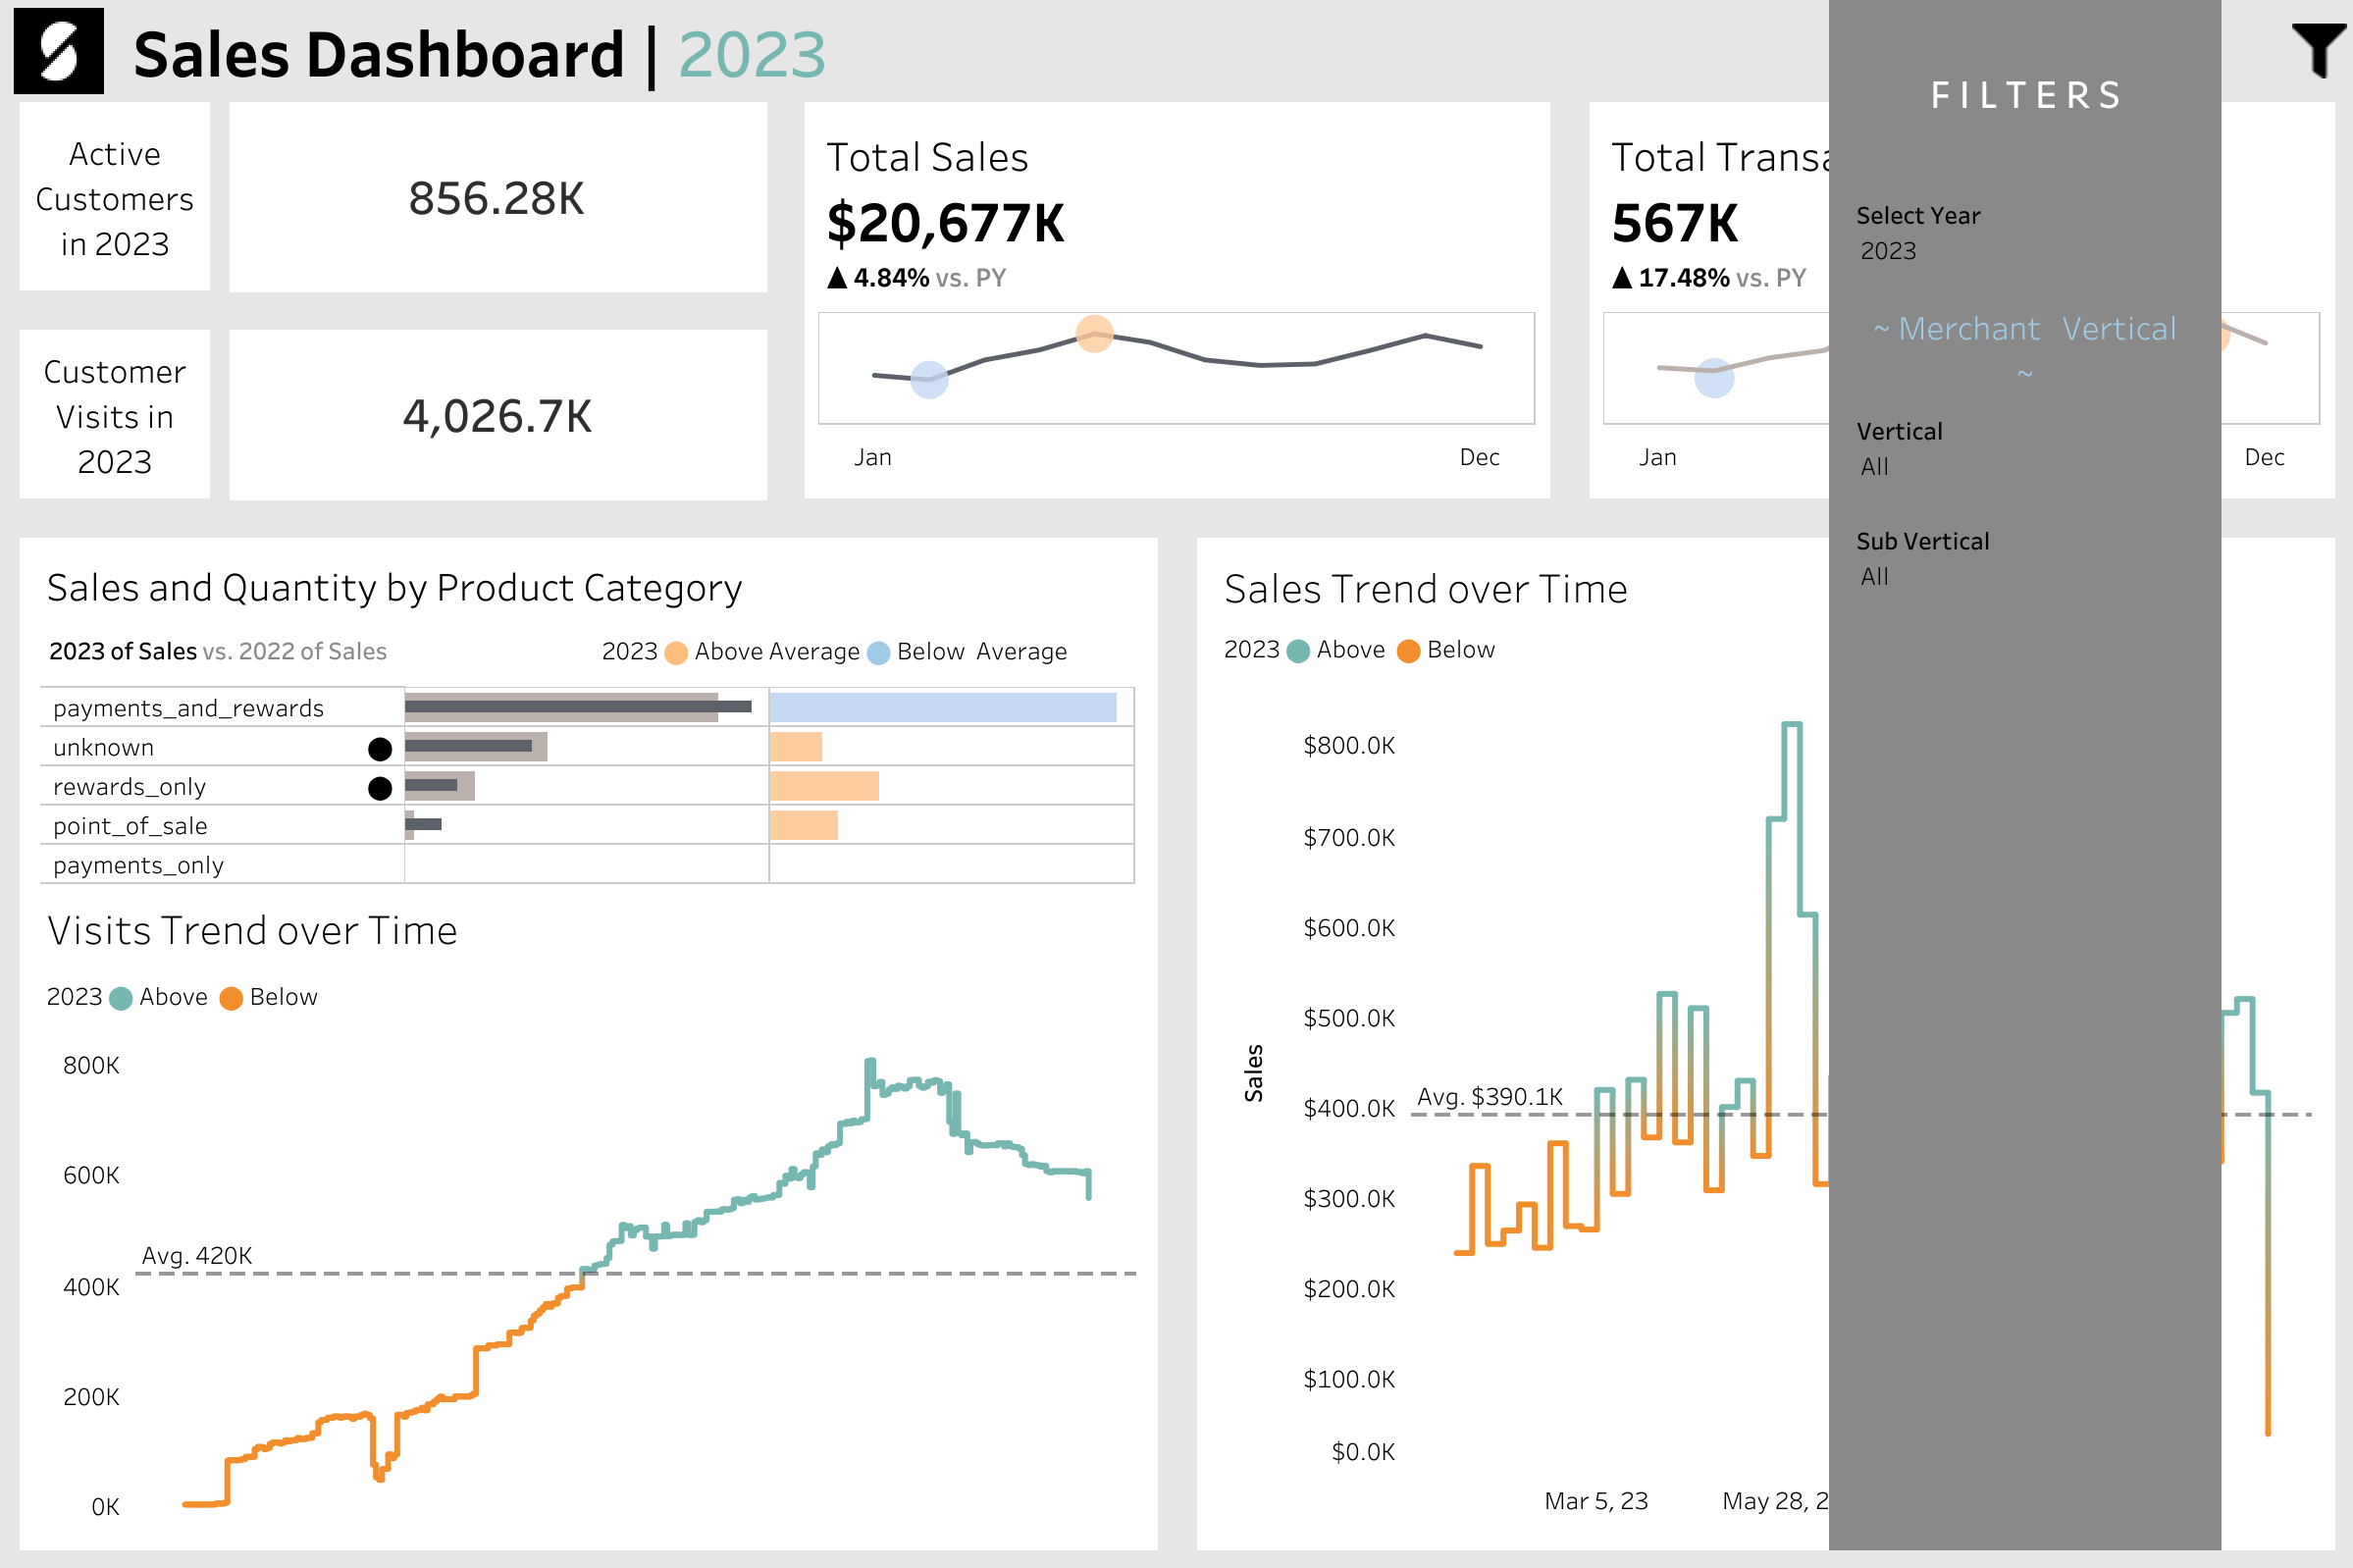 Sales Dashboard | 2023
FILTERS
Active
Customers
in 2023
856.28K
Customer
Visits in
2023
4,026.7K
Total Sales
$20,677K
▲ 4.84% vs. PY
Jan Dec
Total Transa
567K
▲ 17.48% vs. PY
Jan Dec
Select Year
2023
~ Merchant Vertical
~
Vertical
All
Sub Vertical
All
Sales and Quantity by Product Category
2023 of Sales vs. 2022 of Sales
2023 Above Average Below Average
payments_and_rewards
unknown
rewards_only
point_of_sale
payments_only
Visits Trend over Time
2023 Above Below
800K
600K
Avg. 420K
400K
200K
0K
Sales Trend over Time
2023 Above Below
$800.0K
$700.0K
$600.0K
$500.0K
Sales
Avg. $390.1K
$400.0K
$300.0K
$200.0K
$100.0K
$0.0K
Mar 5, 23 May 28, 2